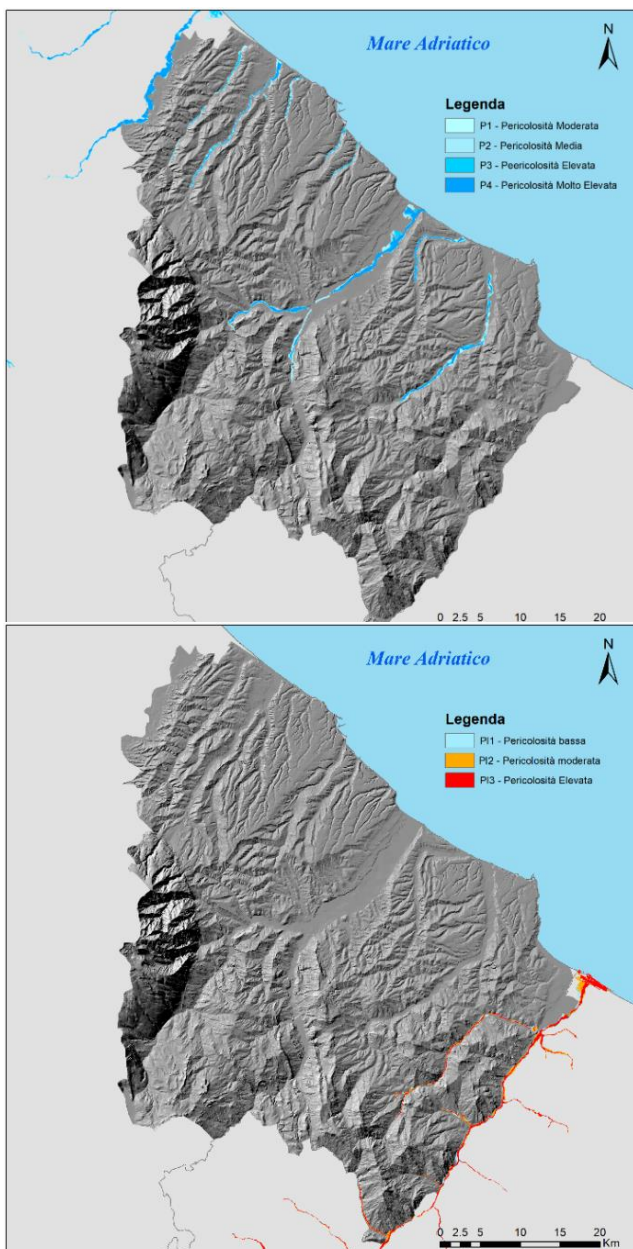 Mare Adriatico
N
Legenda
P1 - Pericolosità Moderata
P2 - Pericolosità Media
P3 - Peericolosità Elevata
P4 - Pericolosità Molto Elevata
0 2.5 5 10 15 20
Mare Adriatico
N
Legenda
PI1 - Pericolosità bassa
PI2 - Pericolosità moderata
PI3 - Pericolosità Elevata
0 2.5 5 10 15 20
Km